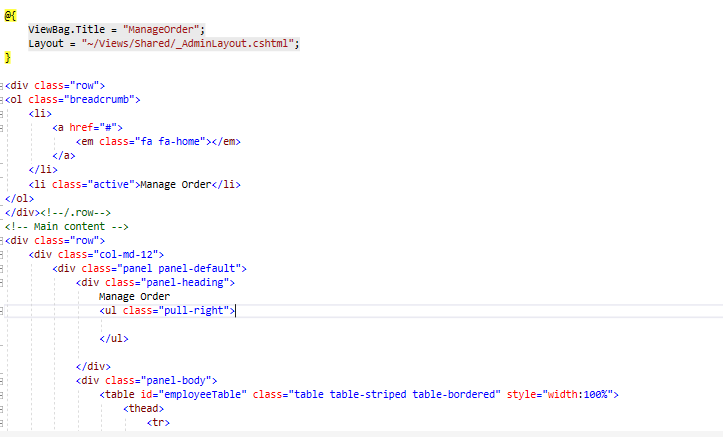 @{
ViewBag.Title = "ManageOrder";
Layout = "~/Views/Shared/_AdminLayout.cshtml";
}
<div class="row">
<ol class="breadcrumb">
<li>
<a href="#">
<em class="fa fa-home"></em>
</a>
</li>
<li class="active">Manage Order</li>
</ol>
</div><!--/.row-->
<!-- Main content -->
<div class="row">
<div class="col-md-12">
<div class="panel panel-default">
<div class="panel-heading">
Manage Order
<ul class="pull-right">
</ul>
</div>
<div class="panel-body">
<table id="employeeTable" class="table table-striped table-bordered" style="width:100%">
<thead>
<tr>